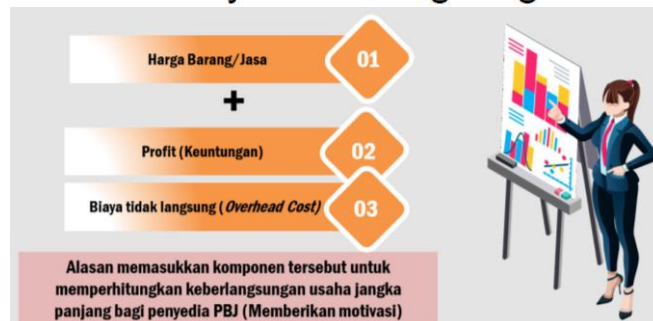 Harga Barang/Jasa
01
+
Profit (Keuntungan)
02
Biaya tidak langsung (Overhead Cost)
03
Alasan memasukkan komponen tersebut untuk
memperhitungkan keberlangsungan usaha jangka
panjang bagi penyedia PBJ (Memberikan motivasi)